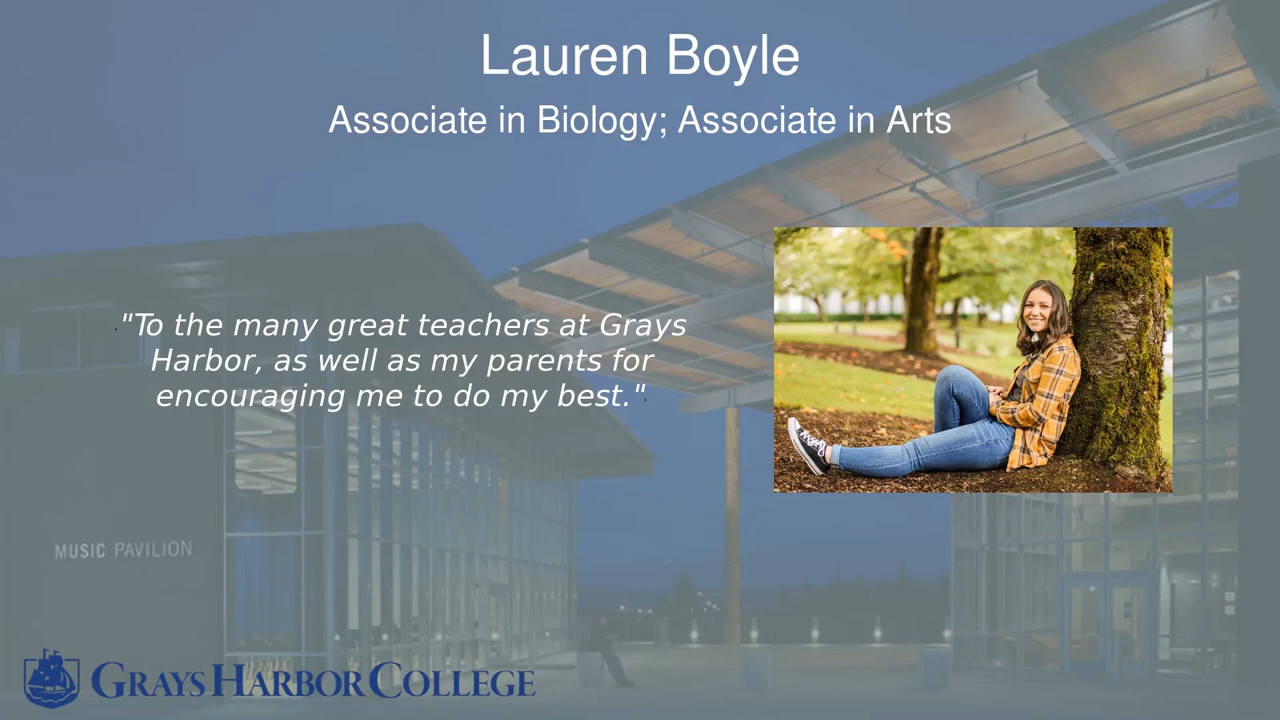 Lauren Boyle
Associate in Biology; Associate in Arts
"To the many great teachers at Grays
Harbor, as well as my parents for
encouraging me to do my best."
MUSIC PAVILION
GRAYS HARBOR COLLEGE